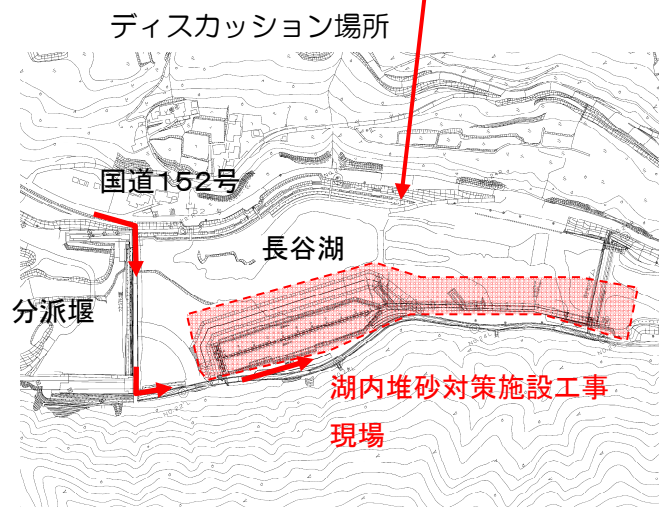 ディスカッション場所
国道152号
長谷湖
分派堰
湖内堆砂対策施設工事
現場